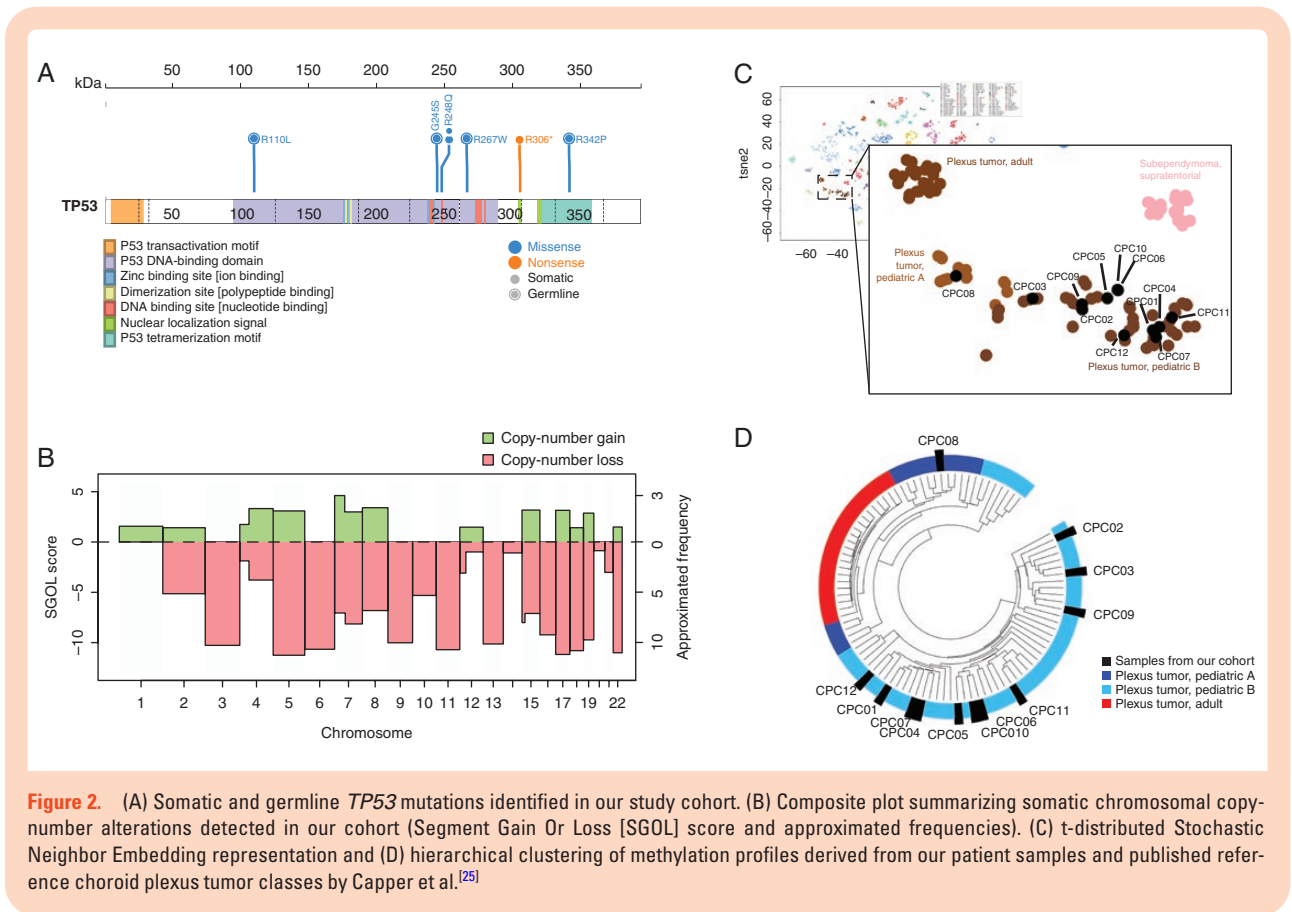 A
kDa
50 100 150 200 250 300 350
R110L
G245S
R248Q
R267W
R306*
R342P
TP53
50 100 150 200 250 300 350
P53 transactivation motif
P53 DNA-binding domain
Zinc binding site [ion binding]
Dimerization site [polypeptide binding]
DNA binding site [nucleotide binding]
Nuclear localization signal
P53 tetramerization motif
Missense
Nonsense
Somatic
Germline
B
Copy-number gain
Copy-number loss
SGOL score
5
0
−5
−10
3
0
5
10
Approximated frequency
1 2 3 4 5 6 7 8 9 10 11 12 13 15 17 19 22
Chromosome
C
tsne2
60
40
20
0
−20
−40
−60
−60 −40
Plexus tumor, adult
Subependymoma,
supratentorial
Plexus
tumor,
pediatric A
CPC08
CPC03
CPC09
CPC05
CPC10
CPC06
CPC02
CPC01
CPC04
CPC11
CPC12
CPC07
Plexus tumor, pediatric B
D
CPC08
CPC02
CPC03
CPC09
CPC11
CPC06
CPC010
CPC05
CPC04
CPC07
CPC01
CPC12
Samples from our cohort
Plexus tumor, pediatric A
Plexus tumor, pediatric B
Plexus tumor, adult
Figure 2. (A) Somatic and germline TP53 mutations identified in our study cohort. (B) Composite plot summarizing somatic chromosomal copy-
number alterations detected in our cohort (Segment Gain Or Loss [SGOL] score and approximated frequencies). (C) t-distributed Stochastic
Neighbor Embedding representation and (D) hierarchical clustering of methylation profiles derived from our patient samples and published refer-
ence choroid plexus tumor classes by Capper et al.[25]